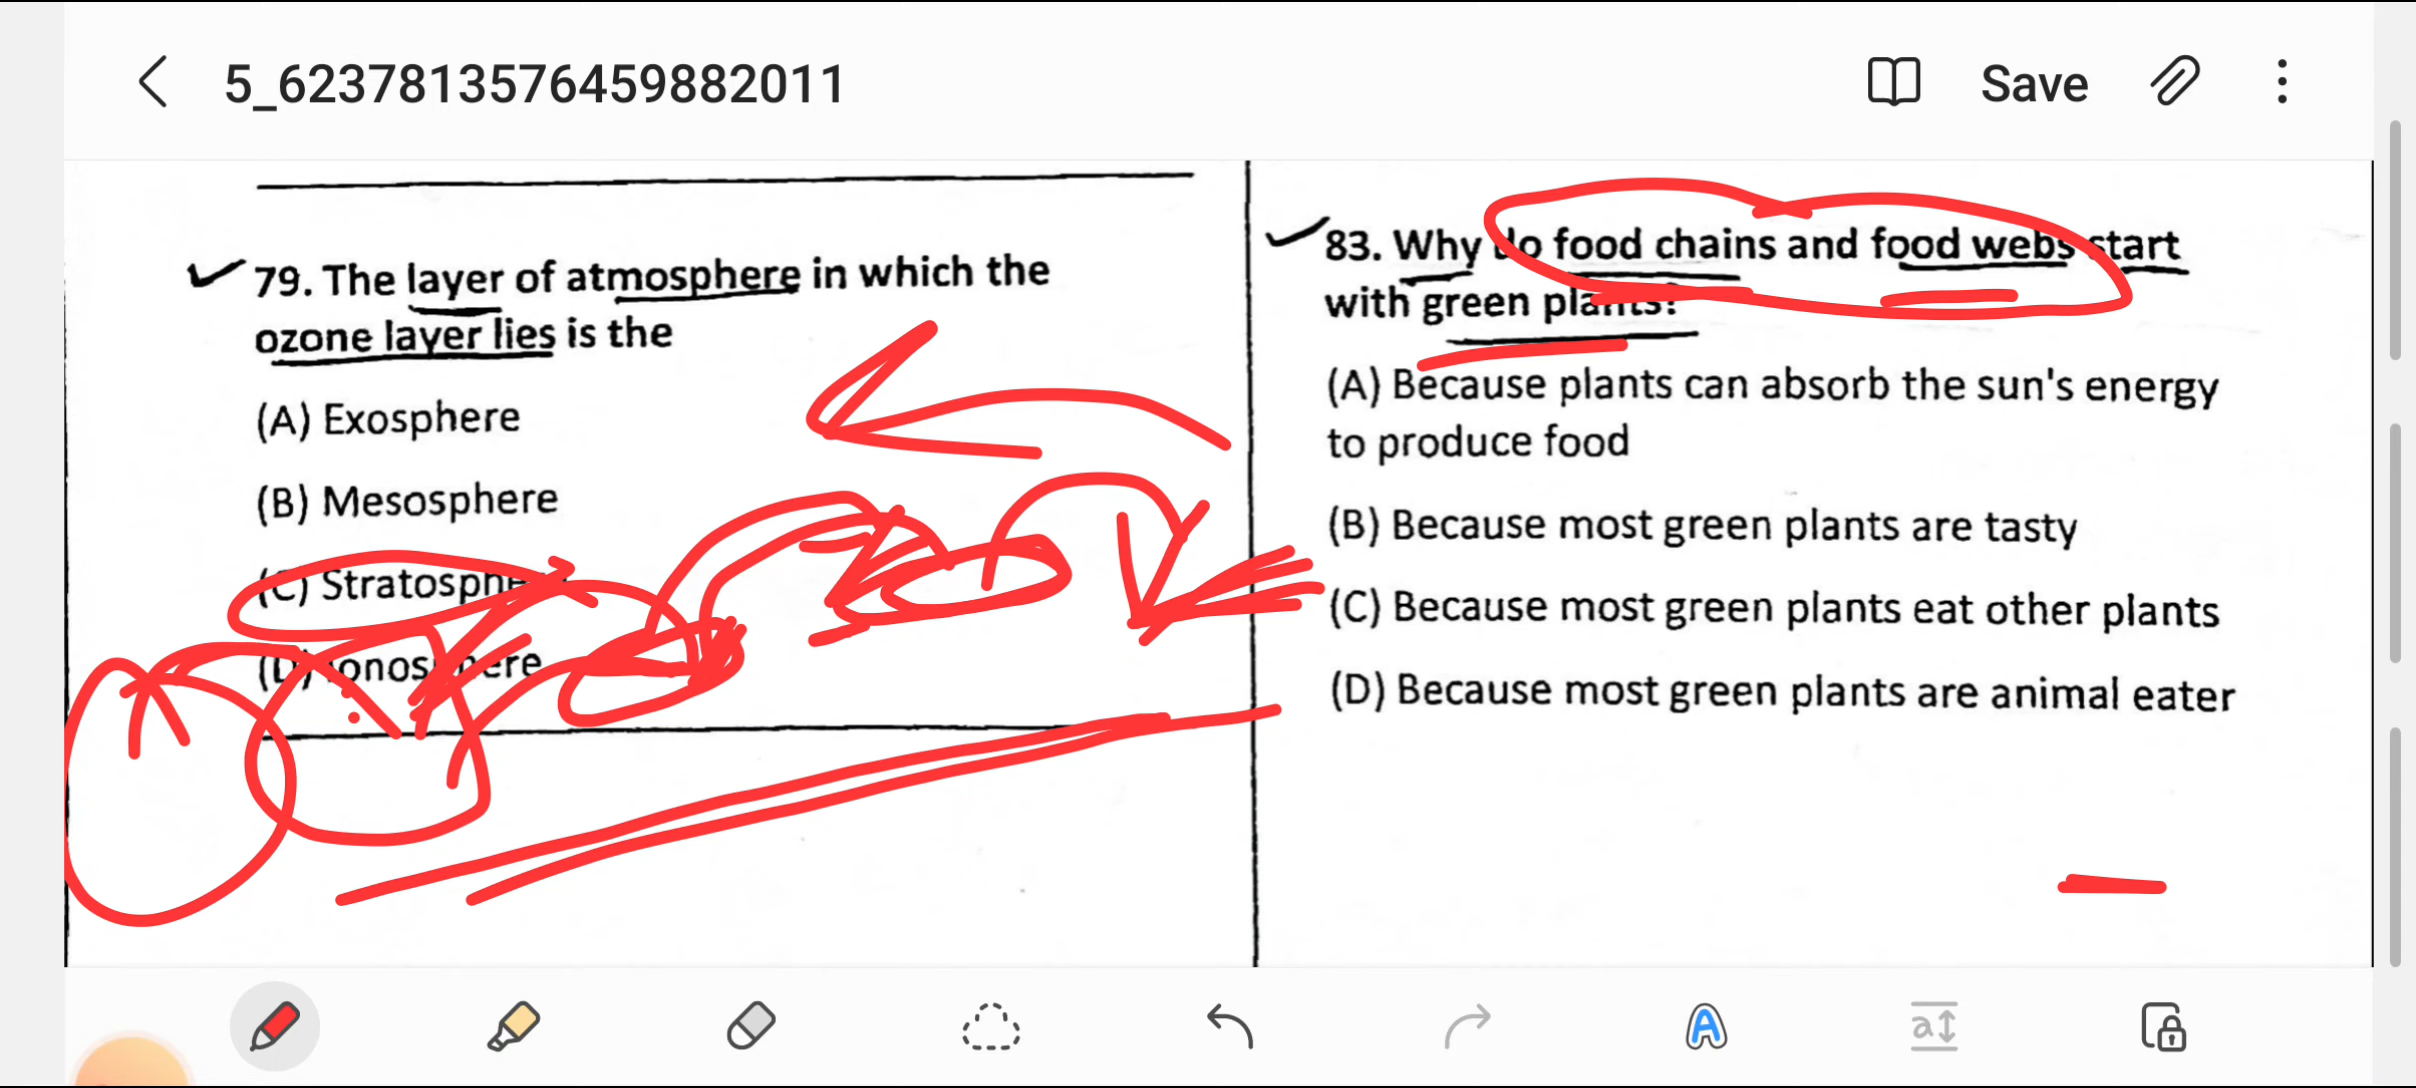 5_6237813576459882011
Save
79. The layer of atmosphere in which the
ozone layer lies is the
(A) Exosphere
(B) Mesosphere
(C) Stratosphe
(D) Ionosphere
83. Why do food chains and food webs start
with green plants?
(A) Because plants can absorb the sun's energy
to produce food
(B) Because most green plants are tasty
(C) Because most green plants eat other plants
(D) Because most green plants are animal eater
A
a